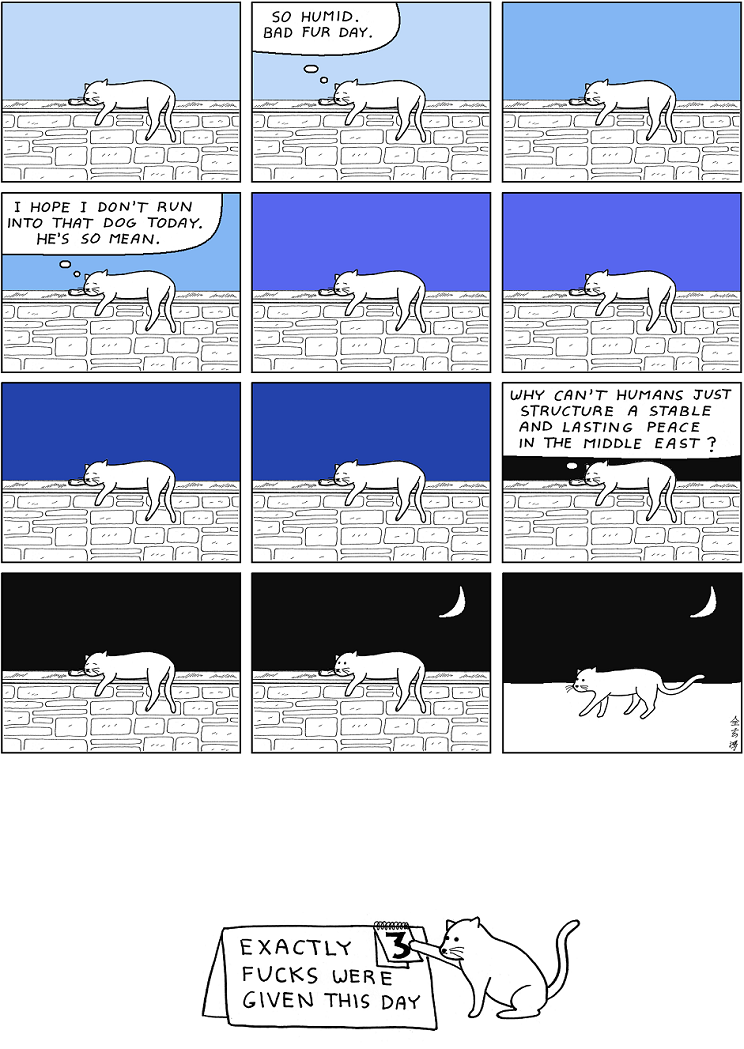 SO HUMID.
BAD FUR DAY.
I HOPE I DON'T RUN
INTO THAT DOG TODAY.
HE'S SO MEAN.
WHY CAN'T HUMANS JUST
STRUCTURE A STABLE
AND LASTING PEACE
IN THE MIDDLE EAST?
EXACTLY 3
FUCKS WERE
GIVEN THIS DAY